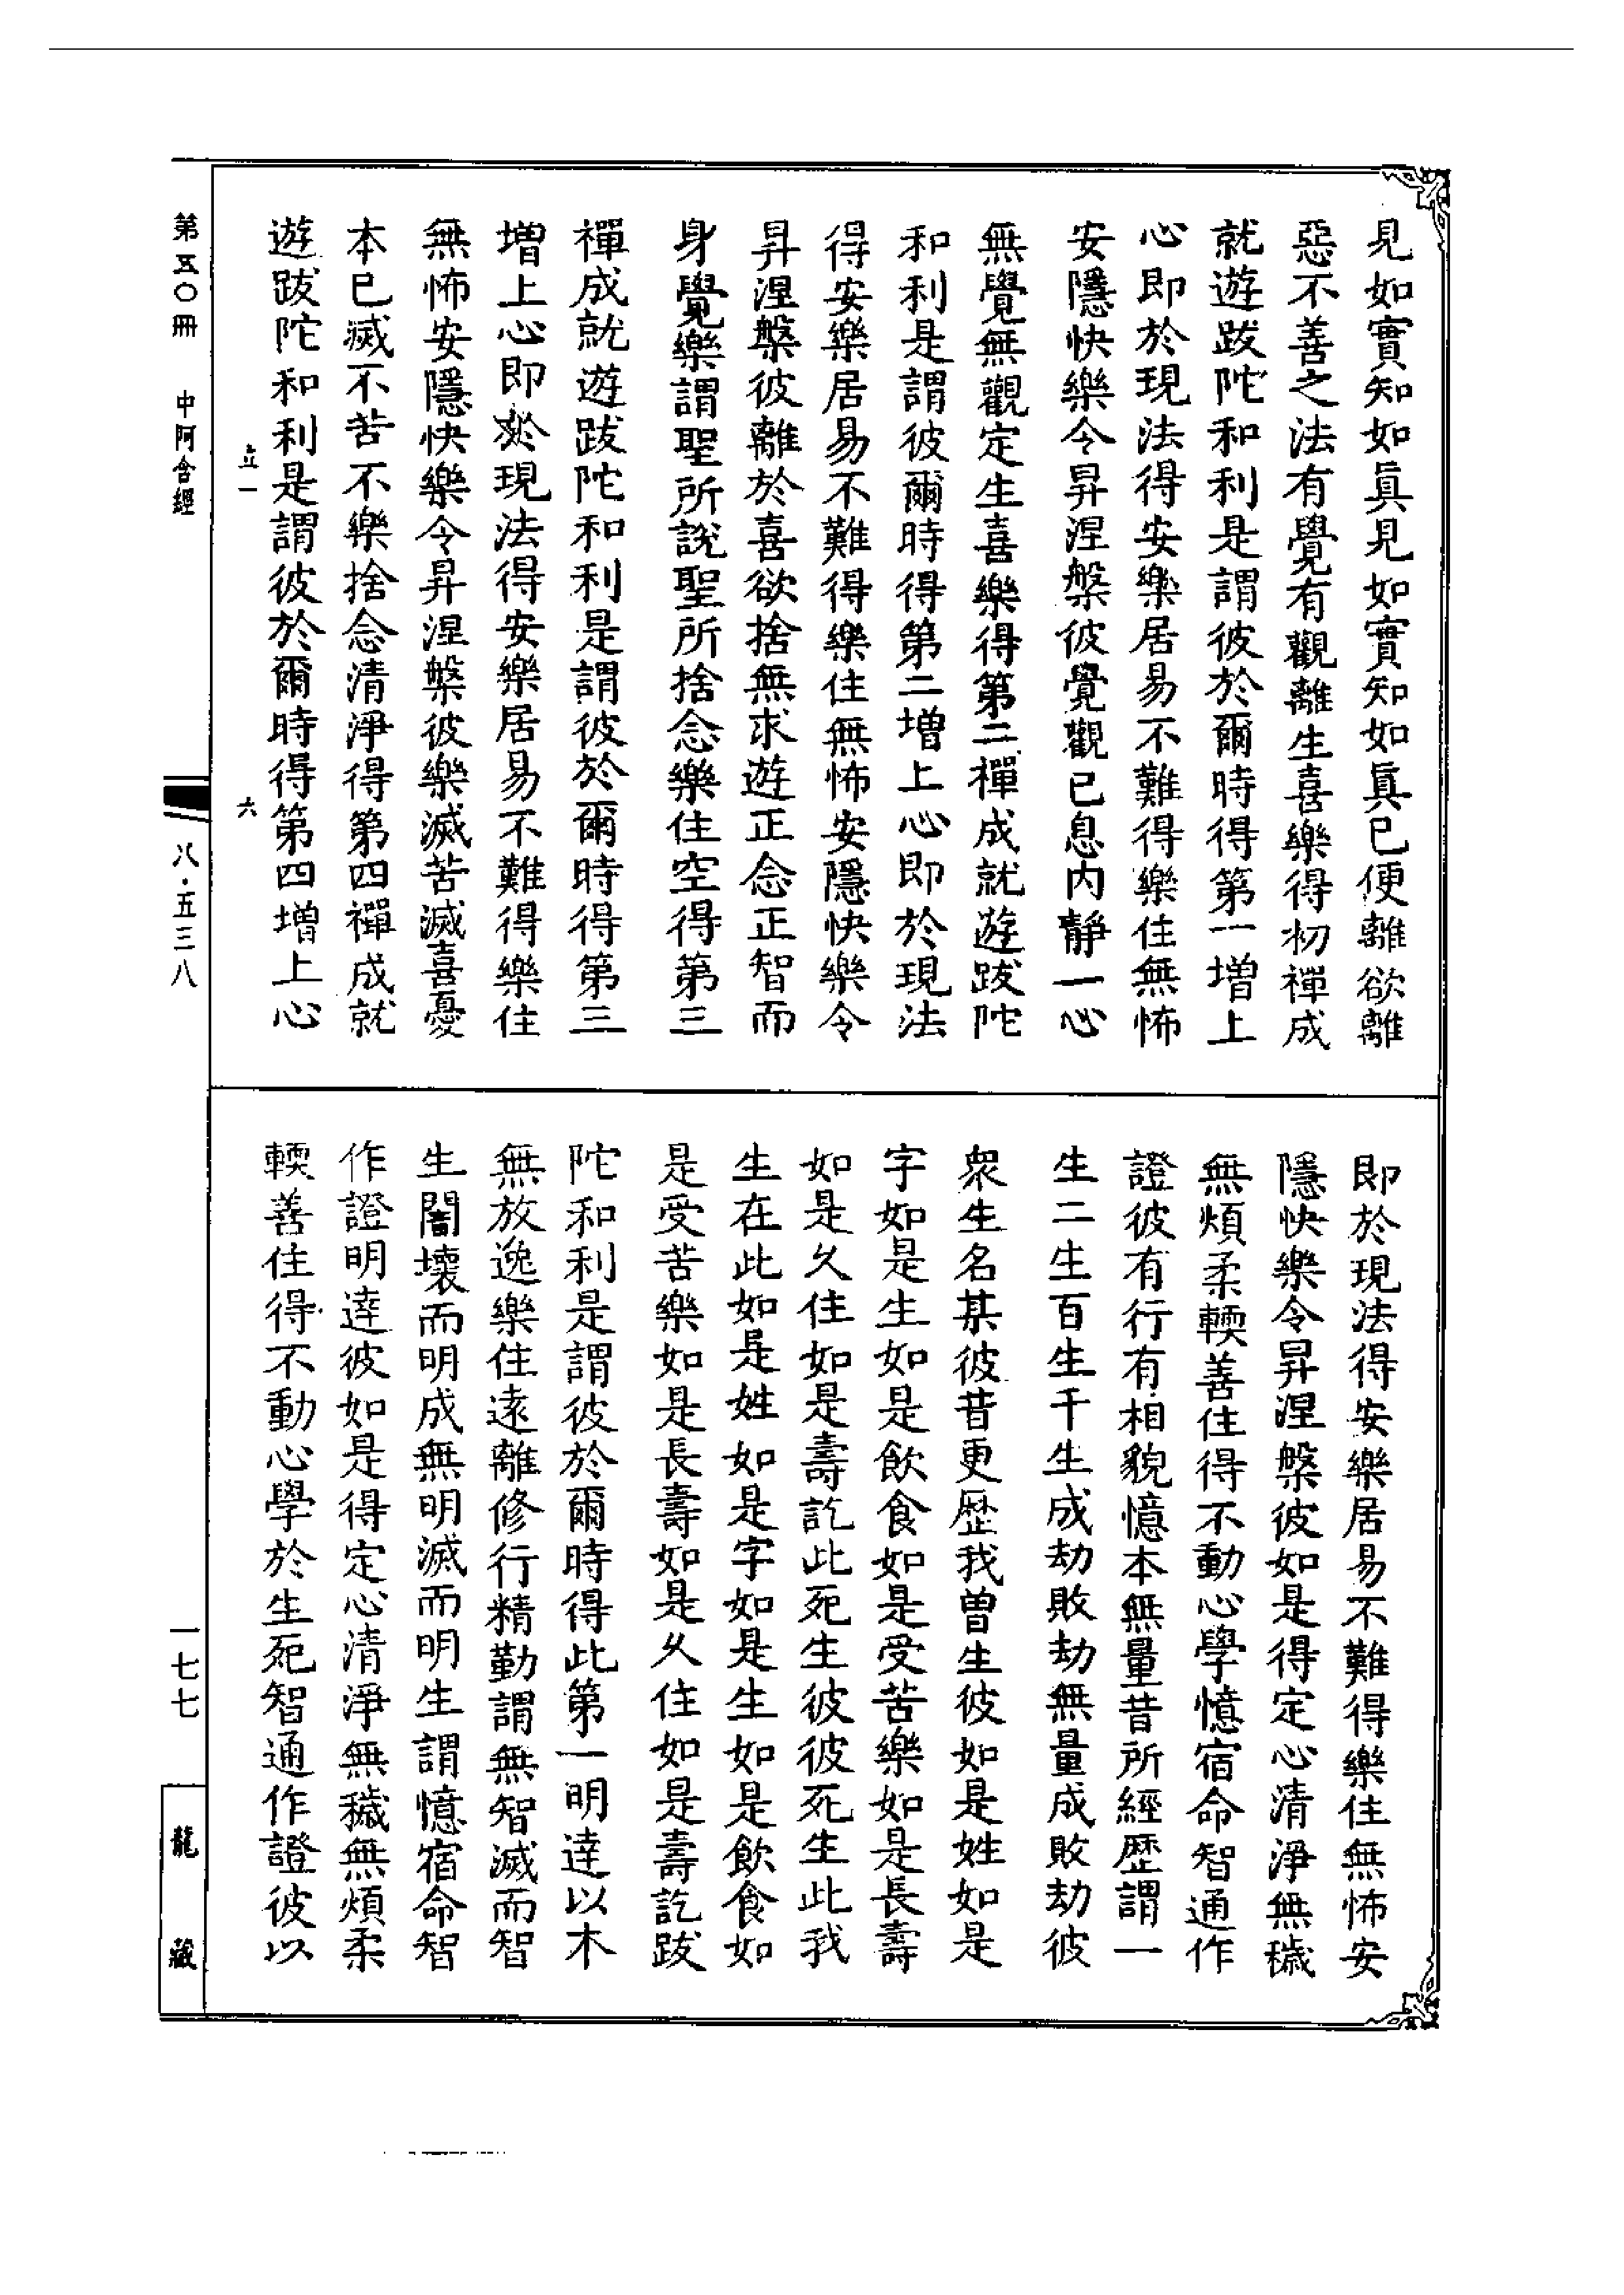 見如實知如眞見如實知如眞已便離欲離
惡不善之法有覺有觀離生喜樂得初禪成
就遊跋陀和利是謂彼於爾時得第一增上
心即於現法得安樂居易不難得樂住無怖
安隱快樂令昇涅槃彼覺觀已息內靜一心
無覺無觀定生喜樂得第二禪成就遊跋陀
和利是謂彼爾時得第二增上心即於現法
得安樂居易不難得樂住無怖安隱快樂令
昇涅槃彼離於喜欲捨無求遊正念正智而
身覺樂謂聖所說聖所捨念樂住空得第三
禪成就遊跋陀和利是謂彼於爾時得第三
增上心即於現法得安樂居易不難得樂住
無怖安隱快樂令昇涅槃彼樂滅苦滅喜憂
本已滅不苦不樂捨念清淨得第四禪成就
遊跋陀和利是謂彼於爾時得第四增上心
立一 六
即於現法得安樂居易不難得樂住無怖安
隱快樂令昇涅槃彼如是得定心清淨無穢
無煩柔輭善住得不動心學憶宿命智通作
證彼有行有相貌憶本無量昔所經歷謂一
生二生百生千生成劫敗劫無量成敗劫彼
衆生名某彼昔更歷我曾生彼如是姓如是
字如是生如是飲食如是受苦樂如是長壽
如是久住如是壽訖此死生彼彼死生此我
生在此如是姓如是字如是生如是飲食如
是受苦樂如是長壽如是久住如是壽訖跋
陀和利是謂彼於爾時得此第一明達以木
無放逸樂住遠離修行精勤謂無智滅而智
生闇壞而明成無明滅而明生謂憶宿命智
作證明達彼如是得定心清淨無穢無煩柔
輭善住得不動心學於生死智通作證彼以
第五〇冊 中阿含經
八·五三八
一七七
龍藏